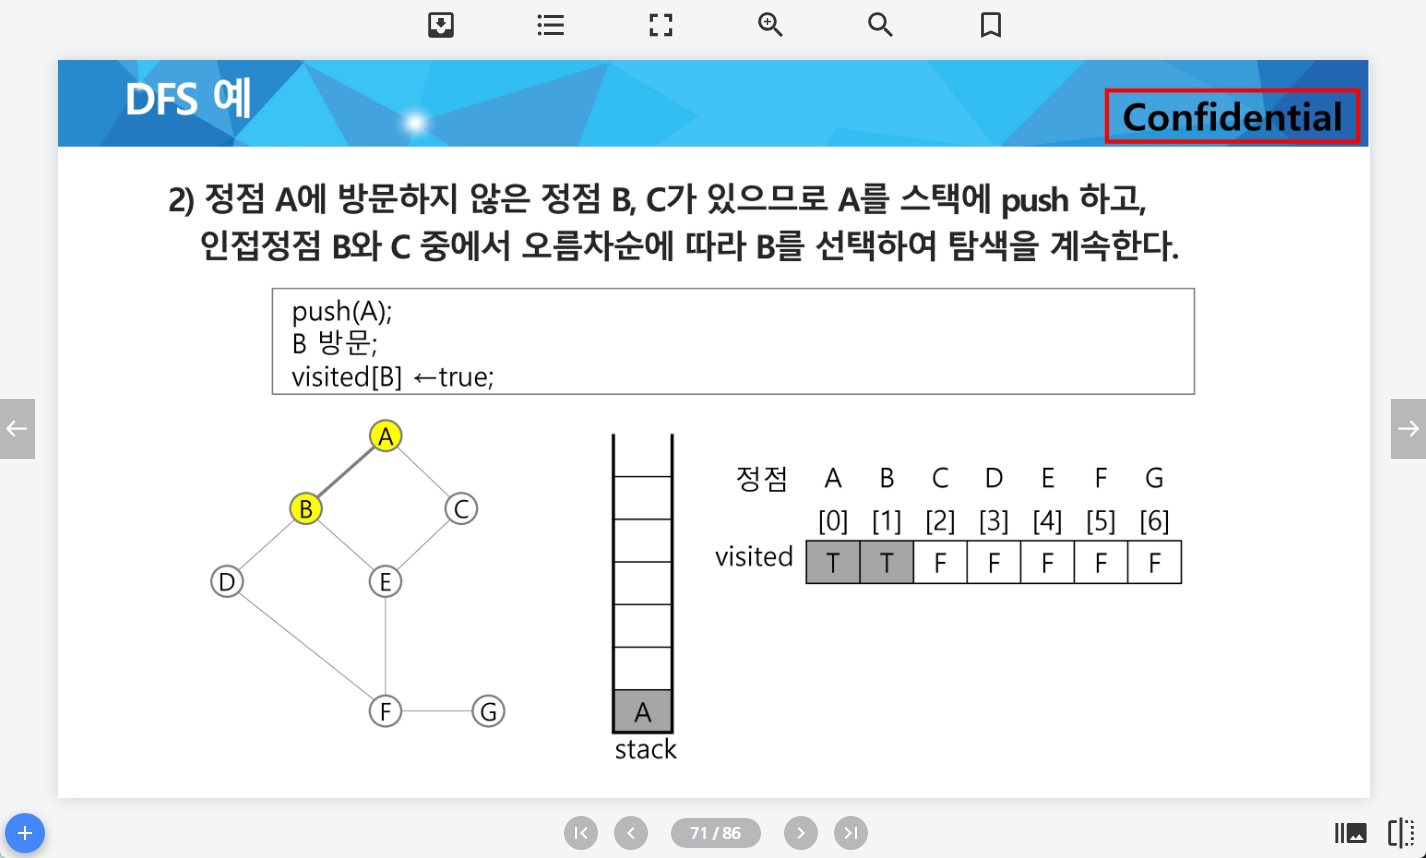 DFS 예
Confidential
2) 정점 A에 방문하지 않은 정점 B, C가 있으므로 A를 스택에 push 하고,
인접정점 B와 C 중에서 오름차순에 따라 B를 선택하여 탐색을 계속한다.
push(A);
B 방문;
visited[B] ←true;
A
B
C
D
E
F
G
A
stack
정점 A B C D E F G
[0] [1] [2] [3] [4] [5] [6]
visited T T F F F F F
71 / 86